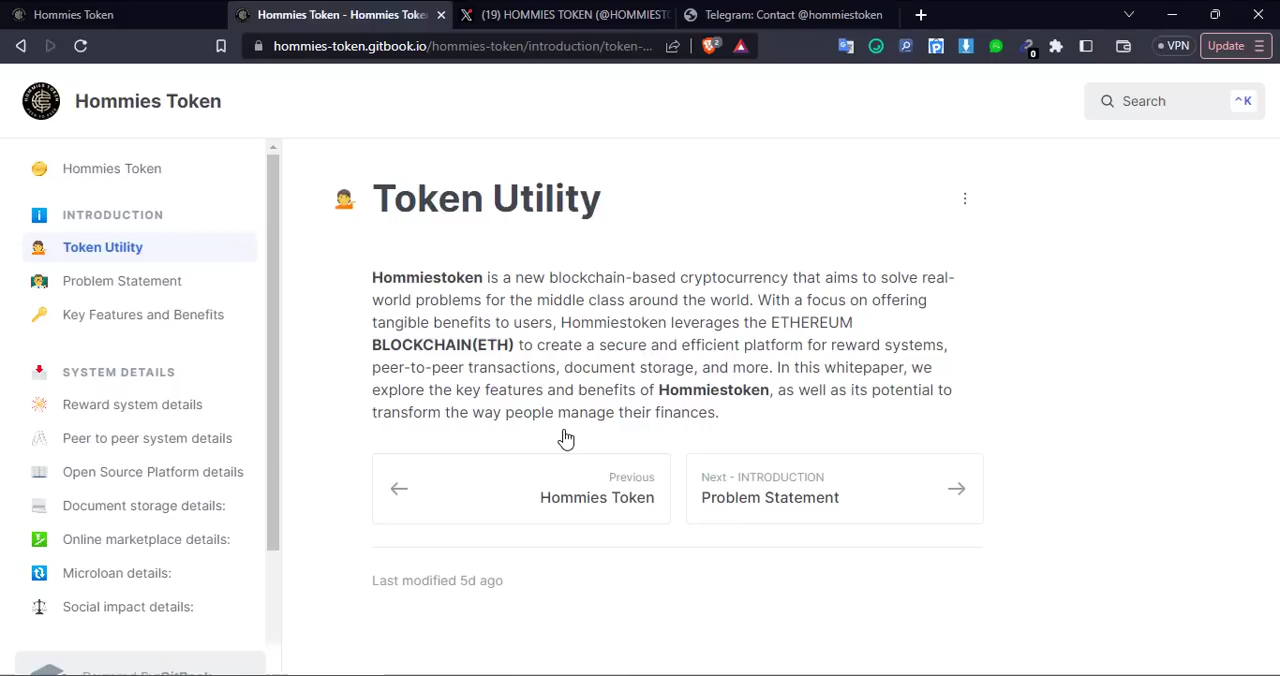 Hommies Token
Hommies Token - Hommies Toke
(19) HOMMIES TOKEN (@HOMMIEST
Telegram: Contact @hommiestoken
hommies-token.gitbook.io/hommies-token/introduction/token-...
2
0
VPN
Update
Hommies Token
Search
^K
Hommies Token
INTRODUCTION
Token Utility
Problem Statement
Key Features and Benefits
SYSTEM DETAILS
Reward system details
Peer to peer system details
Open Source Platform details
Document storage details:
Online marketplace details:
Microloan details:
Social impact details:
Token Utility
Hommiestoken is a new blockchain-based cryptocurrency that aims to solve real-
world problems for the middle class around the world. With a focus on offering
tangible benefits to users, Hommiestoken leverages the ETHEREUM
BLOCKCHAIN(ETH) to create a secure and efficient platform for reward systems,
peer-to-peer transactions, document storage, and more. In this whitepaper, we
explore the key features and benefits of Hommiestoken, as well as its potential to
transform the way people manage their finances.
Previous
Hommies Token
Next - INTRODUCTION
Problem Statement
Last modified 5d ago